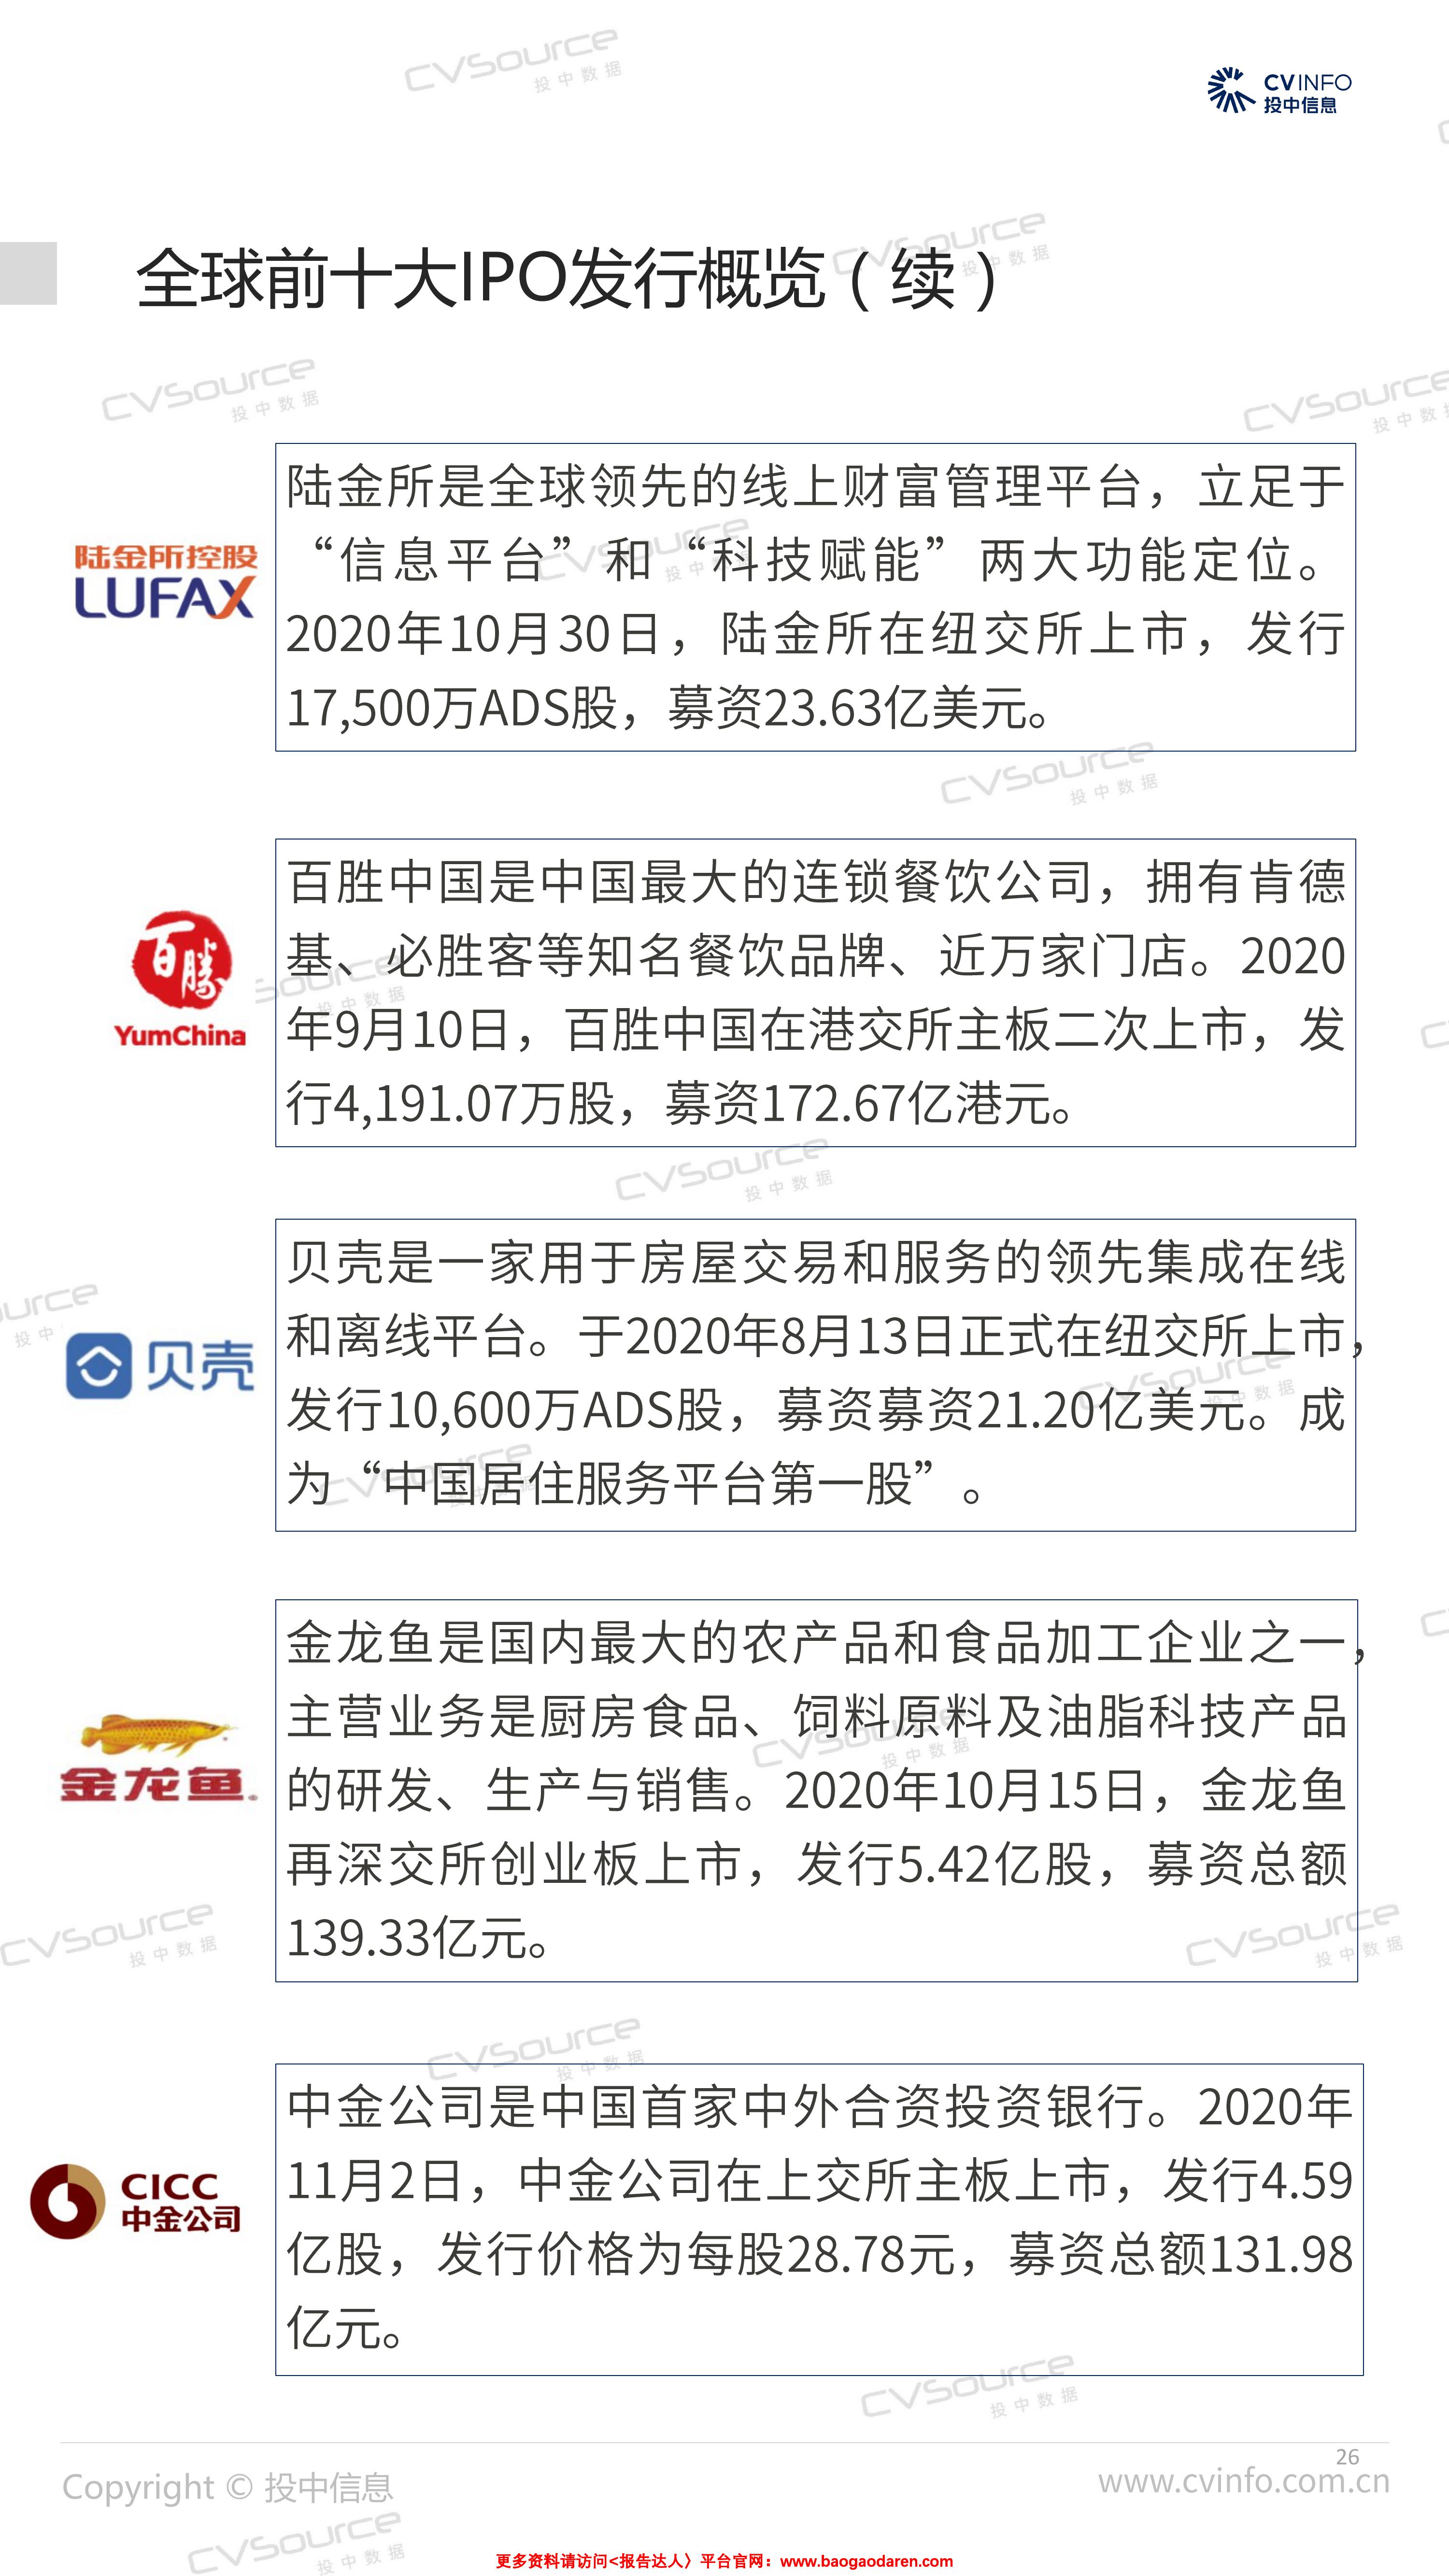 CVSource
投中数据
CVINFO
投中信息
全球前十大IPO发行概览（续）
陆金所控股
LUFAX
陆金所是全球领先的线上财富管理平台，立足于
“信息平台”和“科技赋能”两大功能定位。
2020年10月30日，陆金所在纽交所上市，发行
17,500万ADS股，募资23.63亿美元。
百勝
YumChina
百胜中国是中国最大的连锁餐饮公司，拥有肯德
基、必胜客等知名餐饮品牌、近万家门店。2020
年9月10日，百胜中国在港交所主板二次上市，发
行4,191.07万股，募资172.67亿港元。
贝壳
贝壳是一家用于房屋交易和服务的领先集成在线
和离线平台。于2020年8月13日正式在纽交所上市，
发行10,600万ADS股，募资募资21.20亿美元。成
为“中国居住服务平台第一股”。
金龙鱼
金龙鱼是国内最大的农产品和食品加工企业之一，
主营业务是厨房食品、饲料原料及油脂科技产品
的研发、生产与销售。2020年10月15日，金龙鱼
再深交所创业板上市，发行5.42亿股，募资总额
139.33亿元。
CICC
中金公司
中金公司是中国首家中外合资投资银行。2020年
11月2日，中金公司在上交所主板上市，发行4.59
亿股，发行价格为每股28.78元，募资总额131.98
亿元。
26
Copyright © 投中信息
www.cvinfo.com.cn
更多资料请访问<报告达人〉平台官网：www.baogaodaren.com